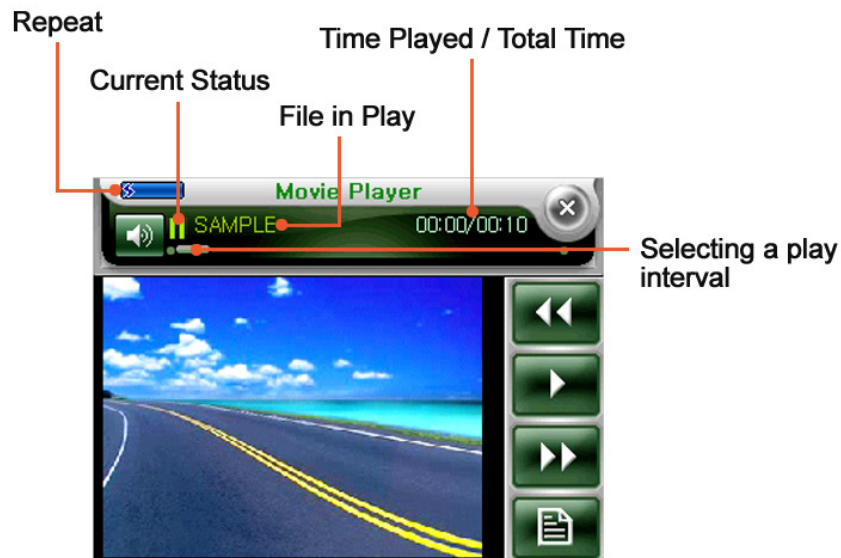 Repeat
Time Played / Total Time
Current Status
File in Play
Movie Player
SAMPLE
00:00/00:10
Selecting a play
interval